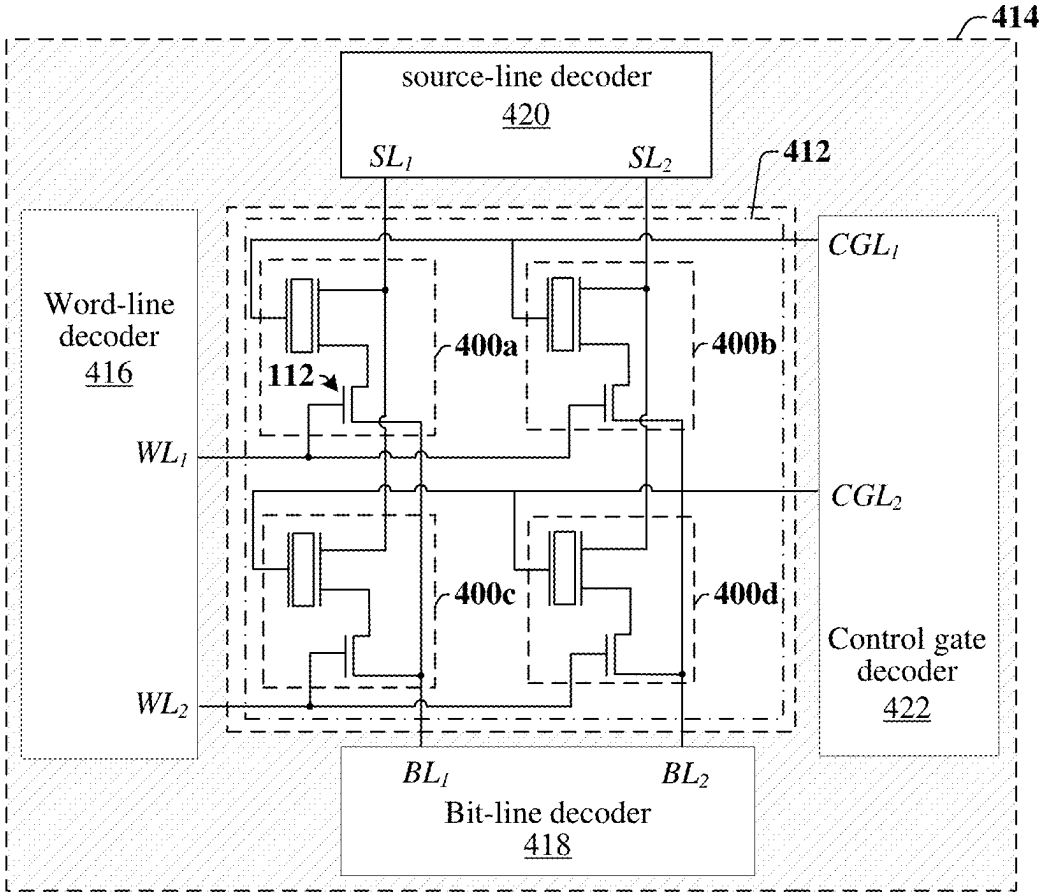 414
source-line decoder
420
SL1 SL2
412
CGL1
Word-line
decoder
416
400a
400b
112
WL1
CGL2
400c
400d
Control gate
decoder
422
WL2
BL1 BL2
Bit-line decoder
418